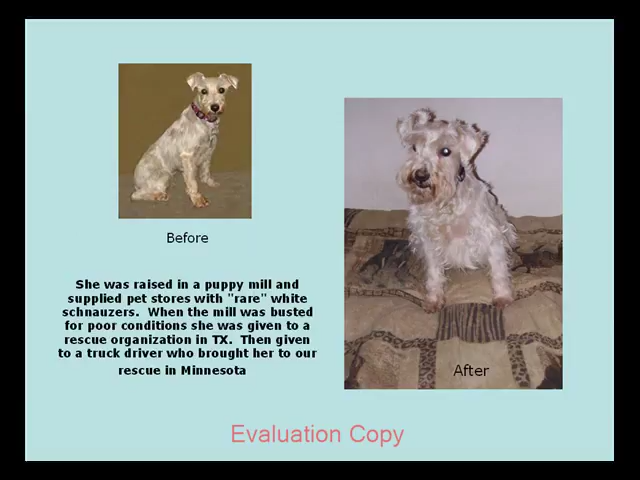 Before
She was raised in a puppy mill and
supplied pet stores with "rare" white
schnauzers. When the mill was busted
for poor conditions she was given to a
rescue organization in TX. Then given
to a truck driver who brought her to our
rescue in Minnesota
After
Evaluation Copy